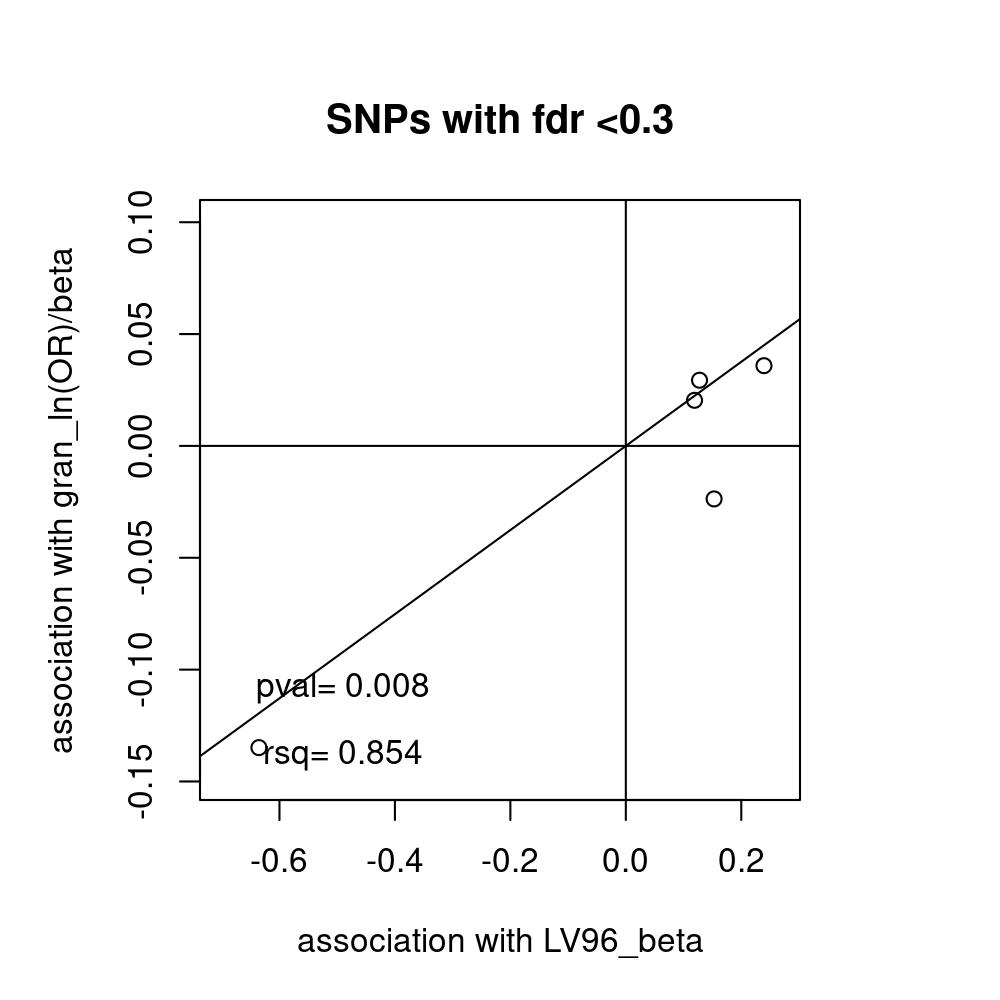 SNPs with fdr <0.3
association with gran_ln(OR)/beta
0.10
0.05
0.00
-0.05
-0.10
-0.15
pval= 0.008
rsq= 0.854
-0.6 -0.4 -0.2 0.0 0.2
association with LV96_beta